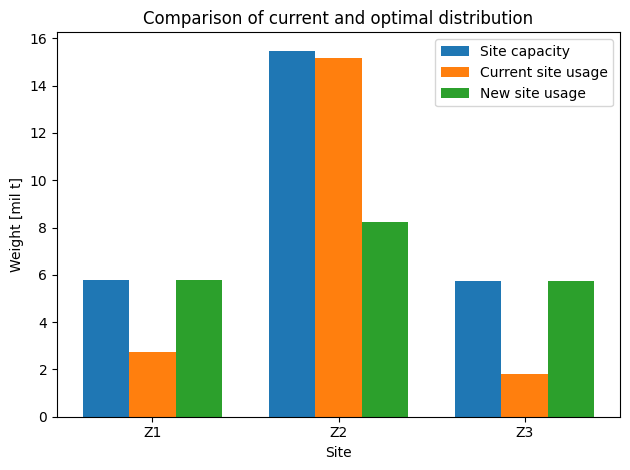 Comparison of current and optimal distribution
Site capacity
Current site usage
New site usage
Weight [mil t]
16
14
12
10
8
6
4
2
0
Z1 Z2 Z3
Site